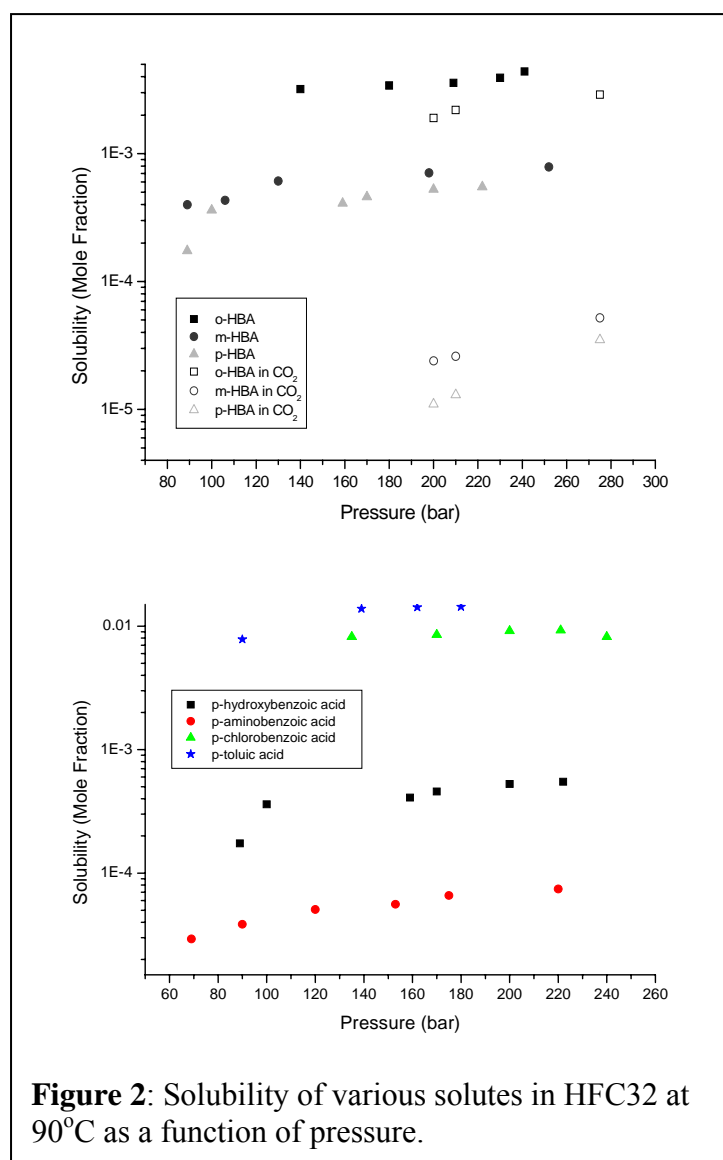 1E-3
1E-4
1E-5
Solubility (Mole Fraction)
o-HBA
m-HBA
p-HBA
o-HBA in CO2
m-HBA in CO2
p-HBA in CO2
80 100 120 140 160 180 200 220 240 260 280 300
Pressure (bar)
0.01
1E-3
1E-4
Solubility (Mole Fraction)
p-hydroxybenzoic acid
p-aminobenzoic acid
p-chlorobenzoic acid
p-toluic acid
60 80 100 120 140 160 180 200 220 240 260
Pressure (bar)
Figure 2: Solubility of various solutes in HFC32 at
90oC as a function of pressure.